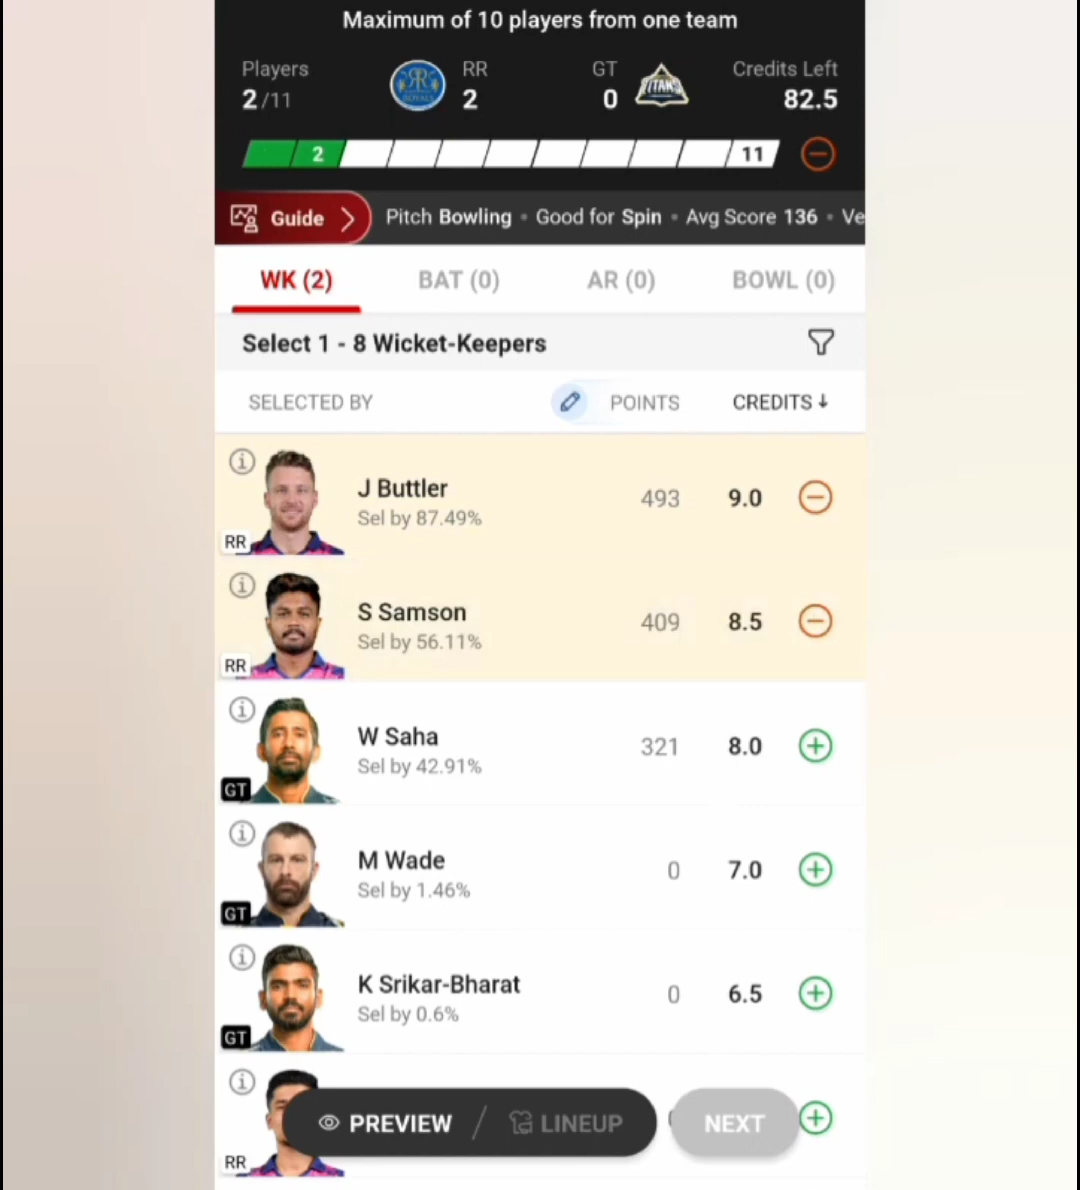 Maximum of 10 players from one team
Players RR GT Credits Left
2/11 2 0 82.5
TITANS
ROYALS
2 11
Guide Pitch Bowling • Good for Spin • Avg Score 136 • Ve
WK (2) BAT (0) AR (0) BOWL (0)
Select 1 - 8 Wicket-Keepers
SELECTED BY POINTS CREDITS ↓
J Buttler 493 9.0
Sel by 87.49%
RR
S Samson 409 8.5
Sel by 56.11%
RR
W Saha 321 8.0
Sel by 42.91%
GT
M Wade 0 7.0
Sel by 1.46%
GT
K Srikar-Bharat 0 6.5
Sel by 0.6%
GT
PREVIEW / LINEUP NEXT
RR